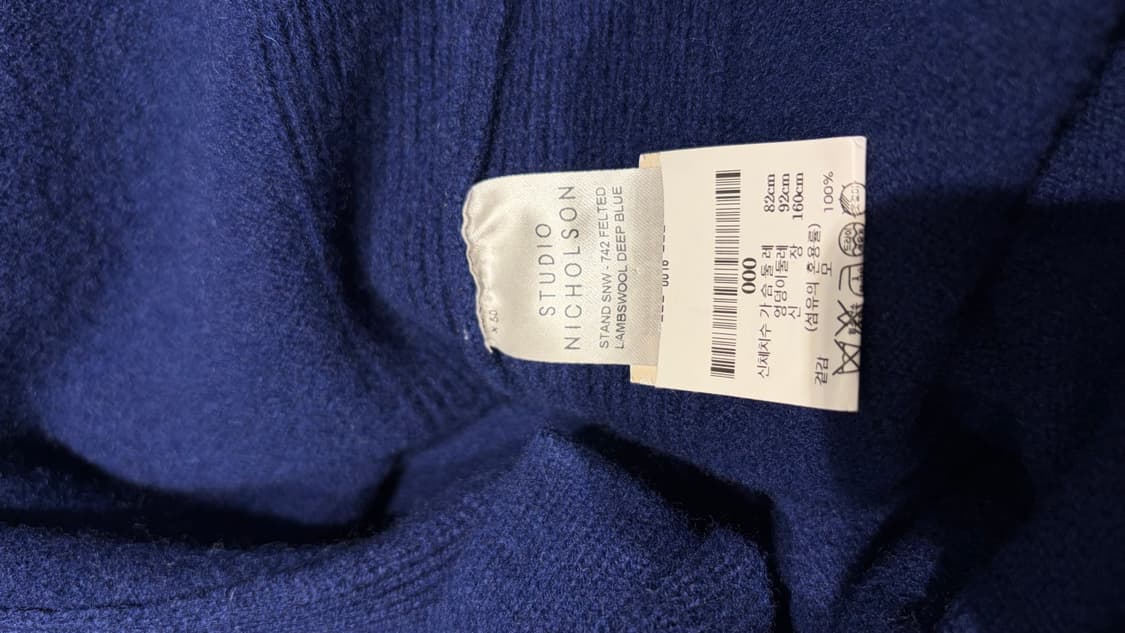 STUDIO
NICHOLSON
STAND SNW - 742 FELTED
LAMBSWOOL DEEP BLUE
000
신체치수 가 슴 둘 레 82cm
엉덩이둘레 92cm
신 장 160cm
(섬유의 혼용률)
겉감 모 100%